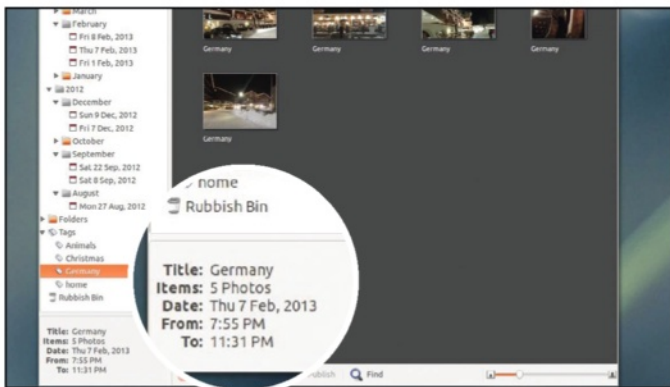 March
February
Fri 8 Feb, 2013
Thu 7 Feb, 2013
Fri 1 Feb, 2013
January
2012
December
Sun 9 Dec, 2012
Fri 7 Dec, 2012
October
September
Sat 22 Sep, 2012
Sat 8 Sep, 2012
August
Mon 27 Aug, 2012
Folders
Tags
Animals
Christmas
Germany
home
Rubbish Bin
Title: Germany
Items: 5 Photos
Date: Thu 7 Feb, 2013
From: 7:55 PM
To: 11:31 PM
Germany
Germany
Germany
Germany
Germany
home
Rubbish Bin
Title: Germany
Items: 5 Photos
Date: Thu 7 Feb, 2013
From: 7:55 PM
To: 11:31 PM
Find